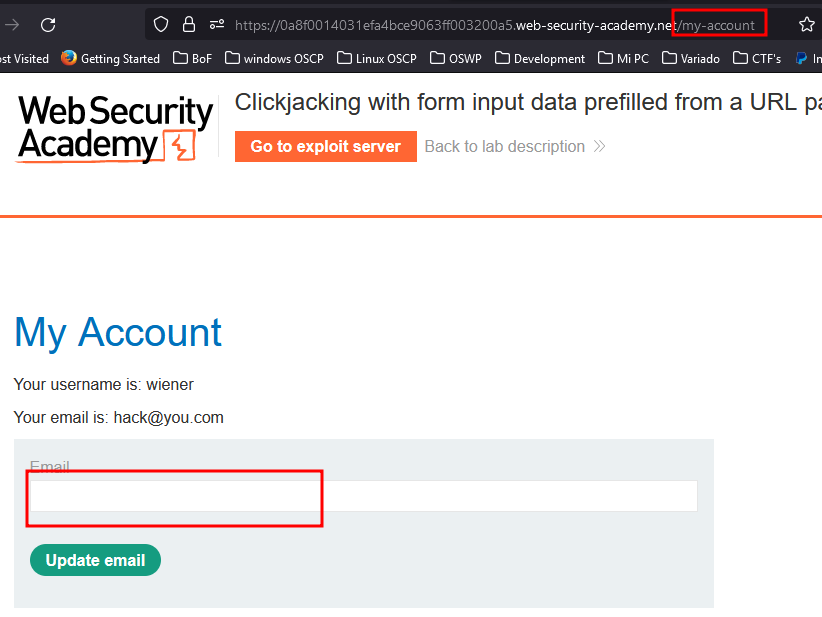 https://0a8f0014031efa4bce9063ff003200a5.web-security-academy.net/my-account
ost Visited Getting Started BoF windows OSCP Linux OSCP OSWP Development Mi PC Variado CTF's In
WebSecurity
Academy
Clickjacking with form input data prefilled from a URL pa
Go to exploit server Back to lab description
My Account
Your username is: wiener
Your email is: hack@you.com
Email
Update email